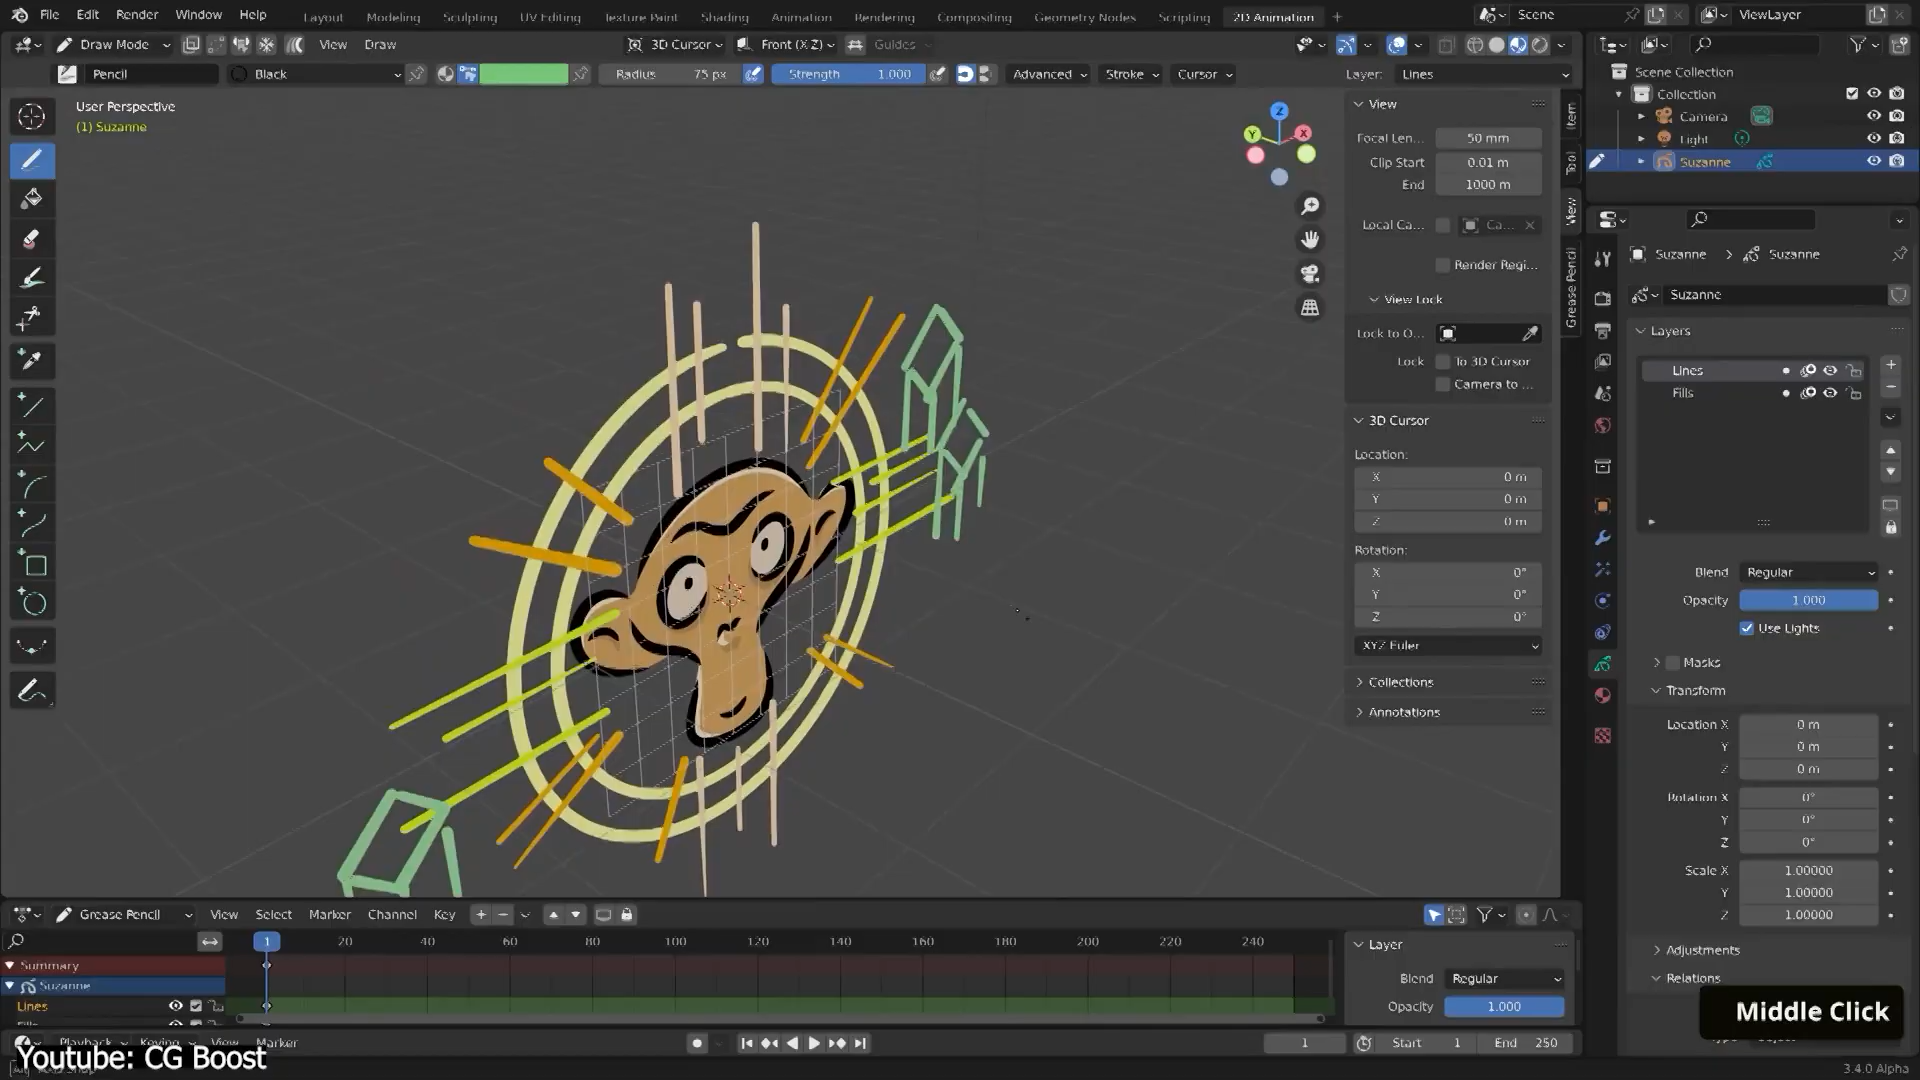 File Edit Render Window Help Layout Modeling Sculpting UV Editing Texture Paint Shading Animation Rendering Compositing Geometry Nodes Scripting 2D Animation + Scene ViewLayer
Draw Mode View Draw 3D Cursor Front (X-Z) Guides
Pencil Black Radius 75 px Strength 1.000 Advanced Stroke Cursor Layer: Lines
User Perspective
(1) Suzanne
Z
Y X
View
Focal Len... 50 mm
Clip Start 0.01 m
End 1000 m
Local Ca... Ca...
Render Regi...
View Lock
Lock to O...
Lock To 3D Cursor
Camera to ...
3D Cursor
Location:
X 0 m
Y 0 m
Z 0 m
Rotation:
X 0°
Y 0°
Z 0°
XYZ Euler
Collections
Annotations
Item
Tool
View
Grease Pencil
Scene Collection
Collection
Camera
Light
Suzanne
Suzanne > Suzanne
Suzanne
Layers
Lines
Fills
Blend Regular
Opacity 1.000
Use Lights
Masks
Transform
Location X 0 m
Y 0 m
Z 0 m
Rotation X 0°
Y 0°
Z 0°
Scale X 1.00000
Y 1.00000
Z 1.00000
Adjustments
Relations
Middle Click
Grease Pencil View Select Marker Channel Key
1 20 40 60 80 100 120 140 160 180 200 220 240
Summary
Suzanne
Lines
Layer
Blend Regular
Opacity 1.000
Playback Keying View Marker 1 Start 1 End 250
Youtube: CG Boost
3.4.0 Alpha